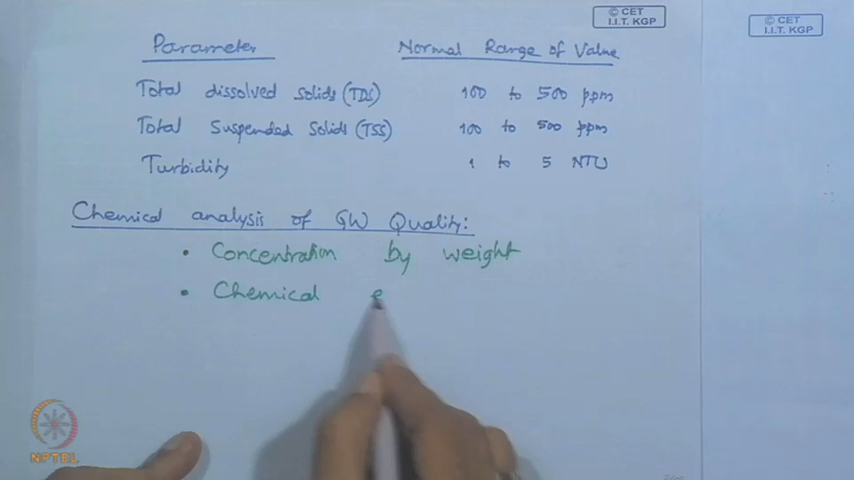 © CET
I.I.T. KGP
© CET
I.I.T. KGP
Parameter Normal Range of Value
Total dissolved solids (TDS) 100 to 500 ppm
Total Suspended Solids (TSS) 100 to 500 ppm
Turbidity 1 to 5 NTU
Chemical analysis of GW Quality:
• Concentration by weight
• Chemical e
NPTEL